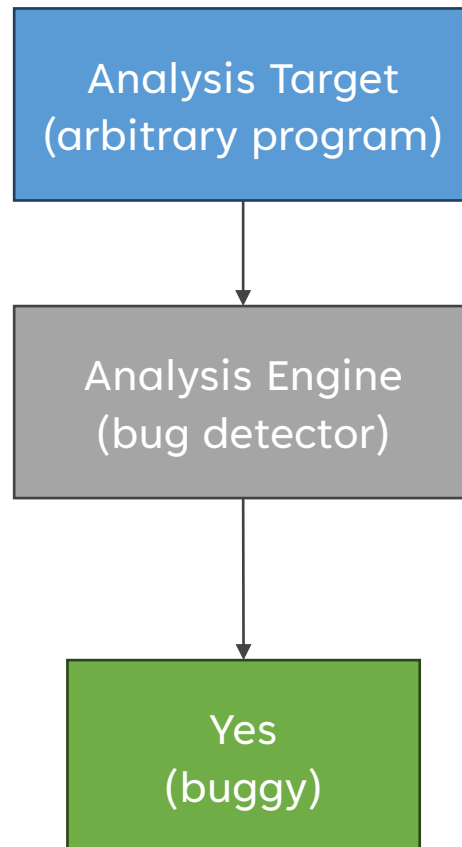 Analysis Target
(arbitrary program)
Analysis Engine
(bug detector)
Yes
(buggy)